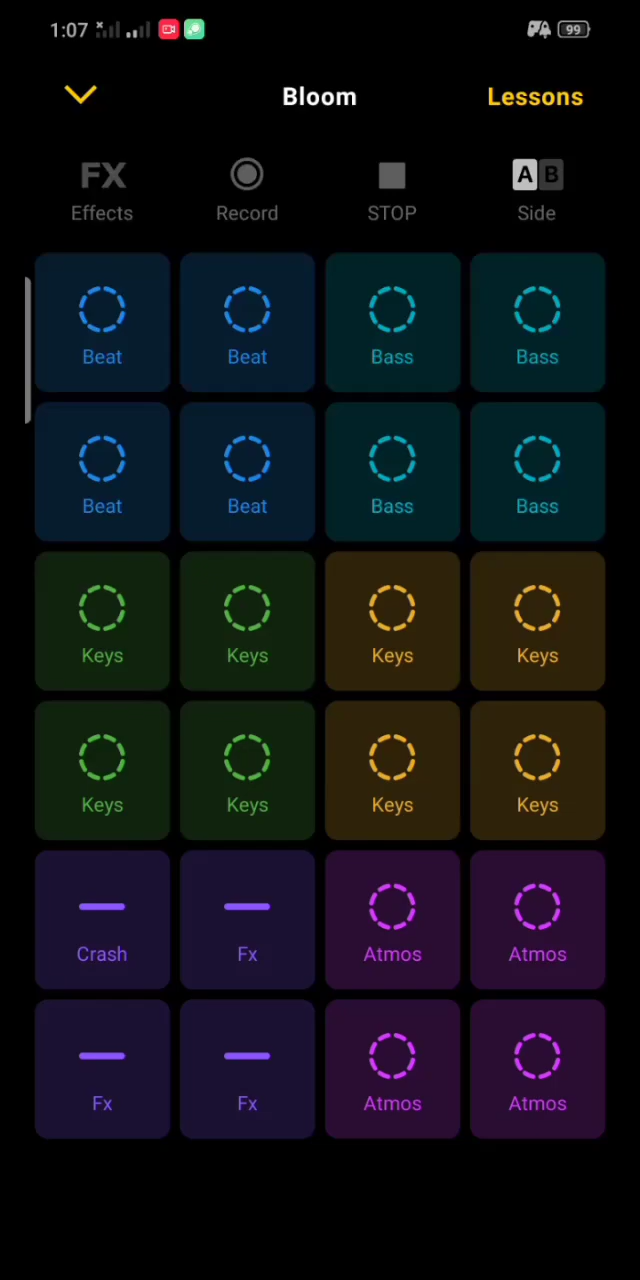 1:07 99
Bloom Lessons
FX A B
Effects Record STOP Side
Beat Beat Bass Bass
Beat Beat Bass Bass
Keys Keys Keys Keys
Keys Keys Keys Keys
Crash Fx Atmos Atmos
Fx Fx Atmos Atmos